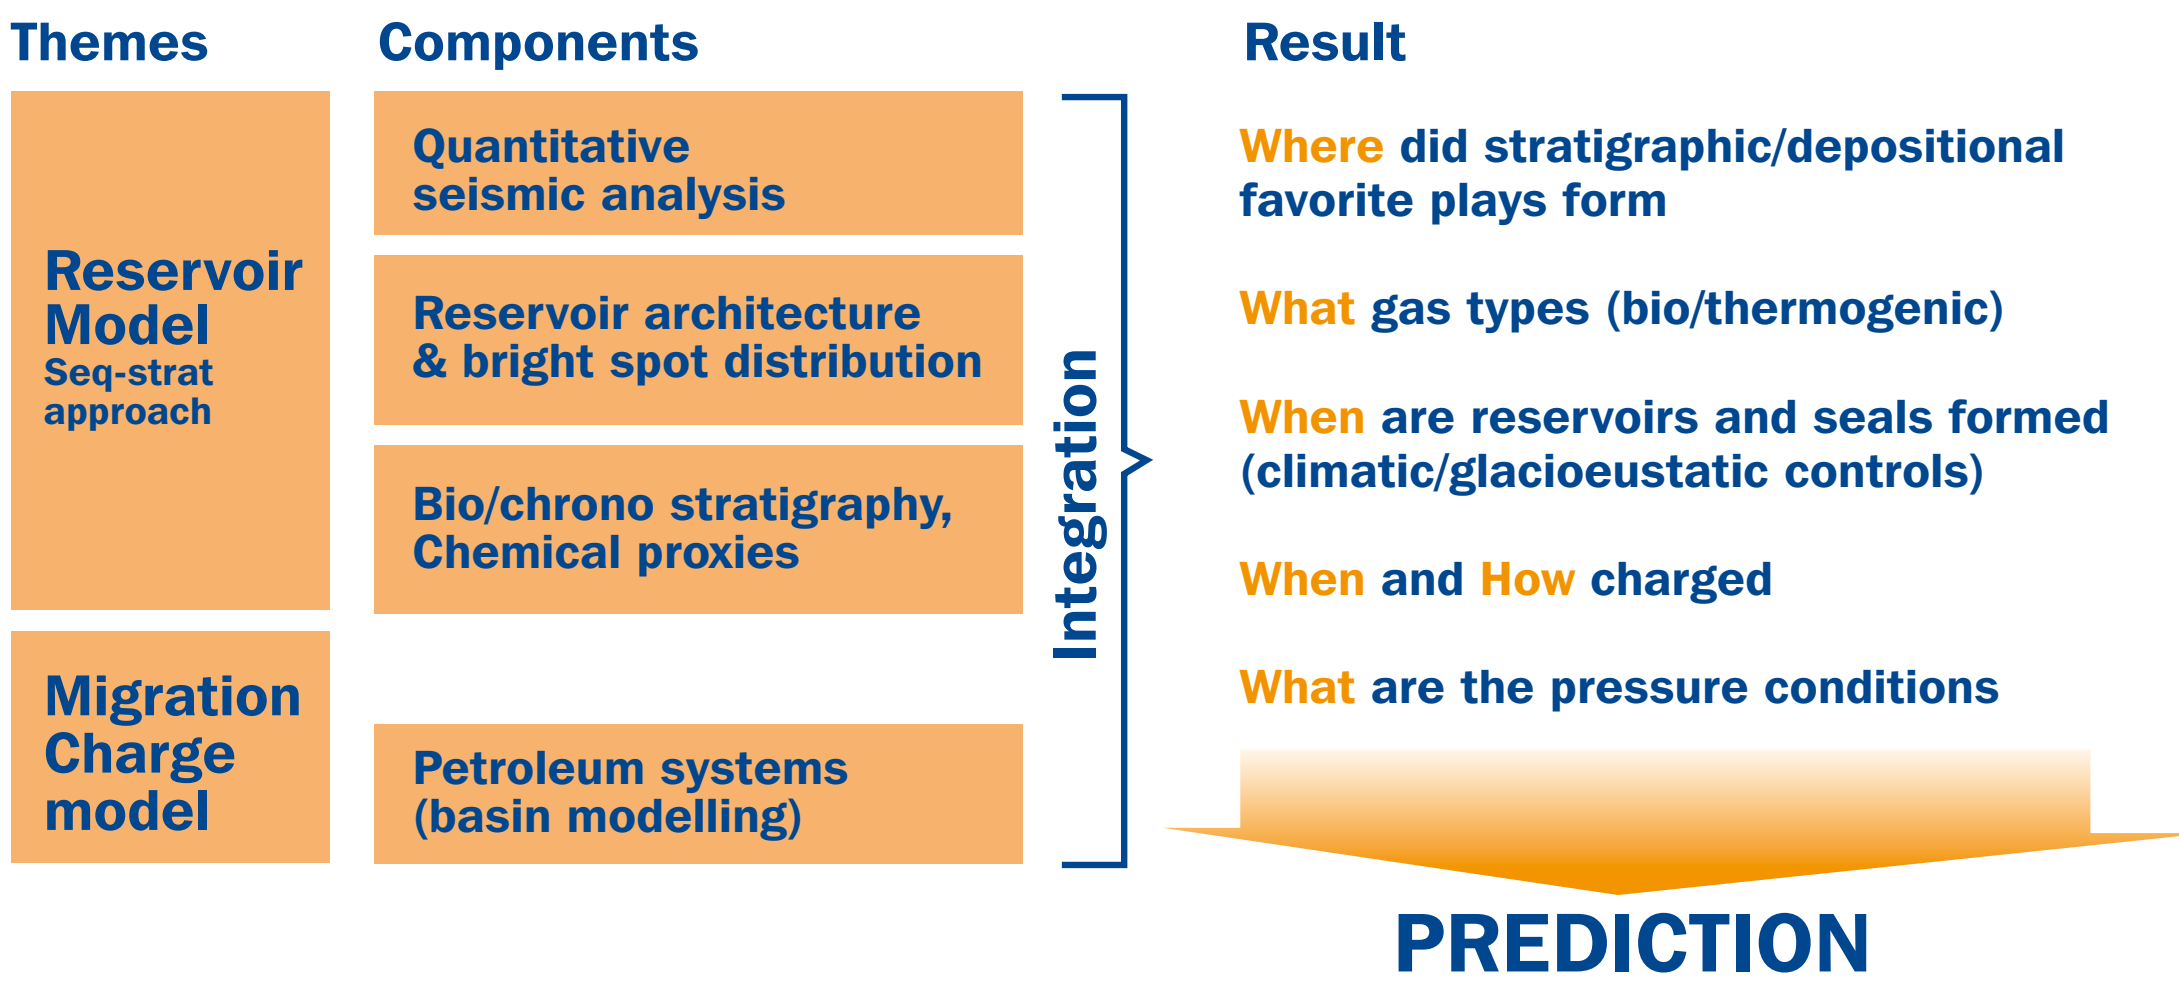 Themes
Components
Result
Reservoir
Model
Seq-strat
approach
Migration
Charge
model
Quantitative
seismic analysis
Reservoir architecture
& bright spot distribution
Bio/chrono stratigraphy,
Chemical proxies
Petroleum systems
(basin modelling)
Integration
Where did stratigraphic/depositional
favorite plays form
What gas types (bio/thermogenic)
When are reservoirs and seals formed
(climatic/glacioeustatic controls)
When and How charged
What are the pressure conditions
PREDICTION